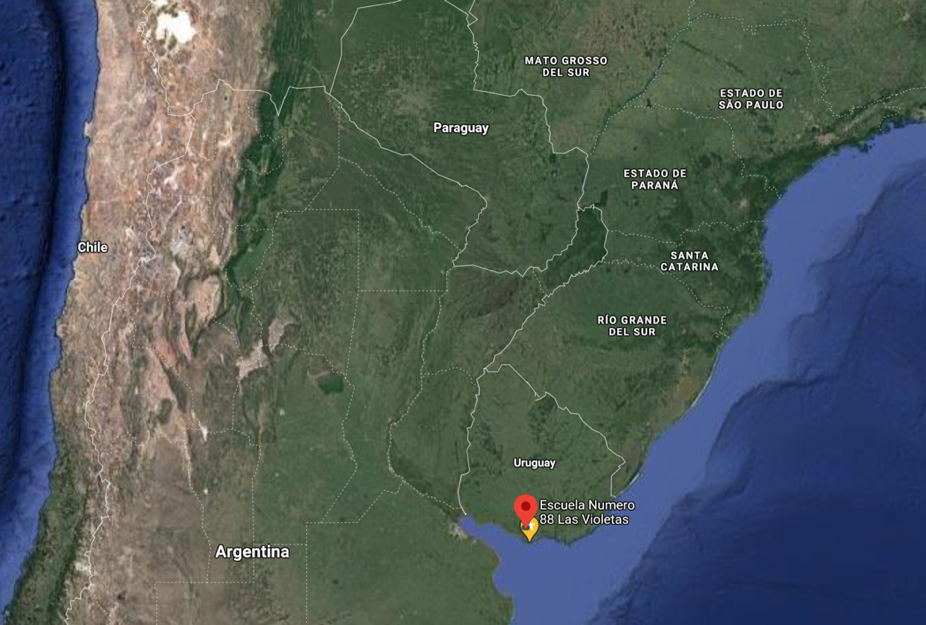 MATO GROSSO
DEL SUR
ESTADO DE
SÃO PAULO
Paraguay
ESTADO DE
PARANÁ
Chile
SANTA
CATARINA
RÍO GRANDE
DEL SUR
Uruguay
Escuela Numero
88 Las Violetas
Argentina